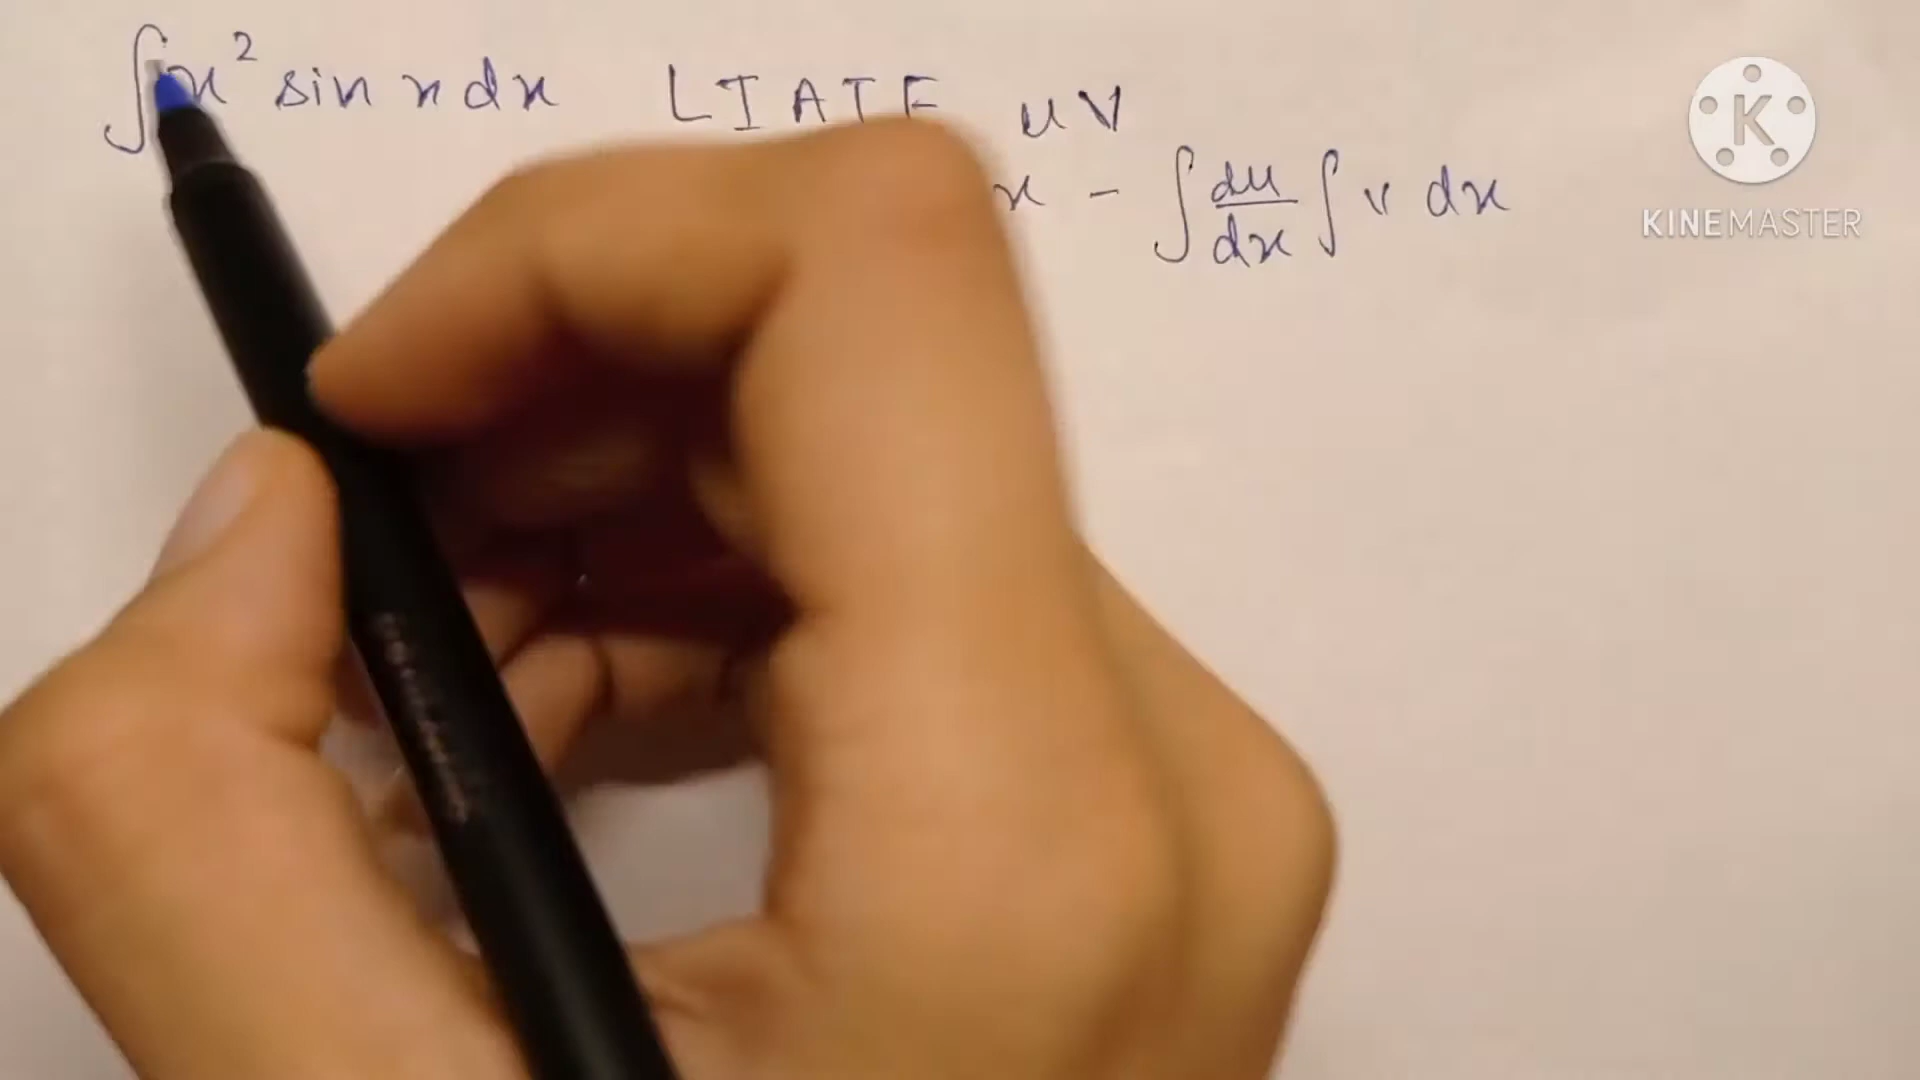 ∫x² sin x dx LIATE uv
x - ∫ du/dx ∫ v dx
K
KINEMASTER